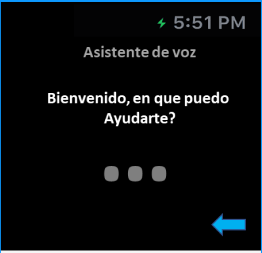 5:51 PM
Asistente de voz
Bienvenido, en que puedo
Ayudarte?